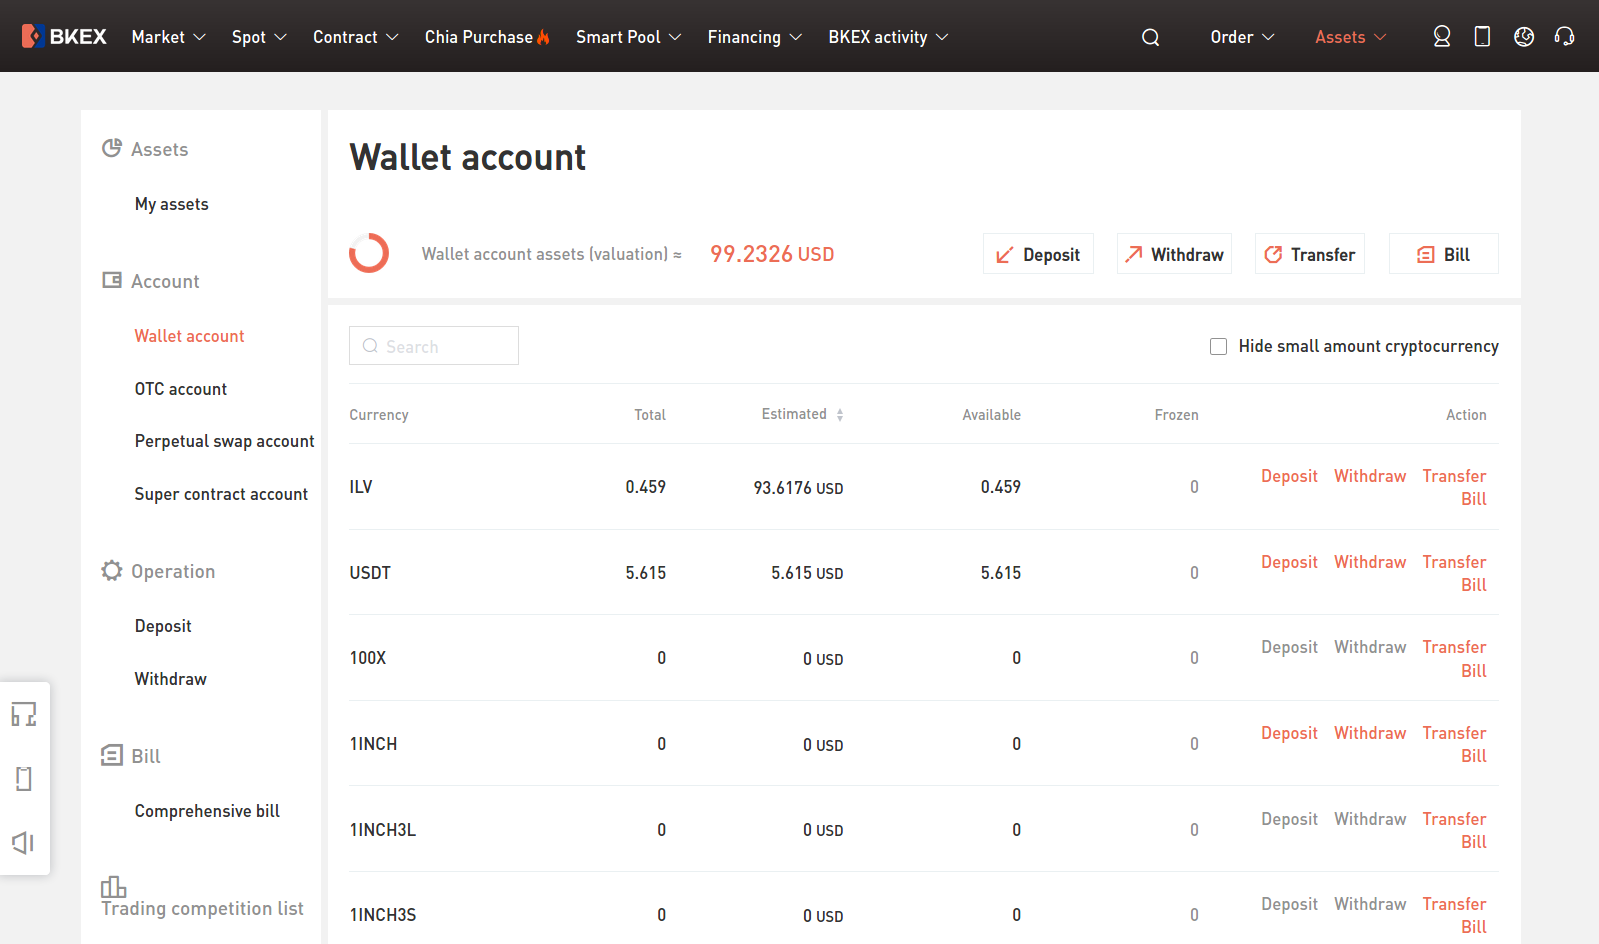 BKEX Market Spot Contract Chia Purchase Smart Pool Financing BKEX activity Order Assets
Assets
My assets
Account
Wallet account
OTC account
Perpetual swap account
Super contract account
Operation
Deposit
Withdraw
Bill
Comprehensive bill
Trading competition list
Wallet account
Wallet account assets (valuation) ≈ 99.2326 USD Deposit Withdraw Transfer Bill
Search Hide small amount cryptocurrency
Currency Total Estimated Available Frozen Action
ILV 0.459 93.6176 USD 0.459 0 Deposit Withdraw Transfer
Bill
USDT 5.615 5.615 USD 5.615 0 Deposit Withdraw Transfer
Bill
100X 0 0 USD 0 0 Deposit Withdraw Transfer
Bill
1INCH 0 0 USD 0 0 Deposit Withdraw Transfer
Bill
1INCH3L 0 0 USD 0 0 Deposit Withdraw Transfer
Bill
1INCH3S 0 0 USD 0 0 Deposit Withdraw Transfer
Bill